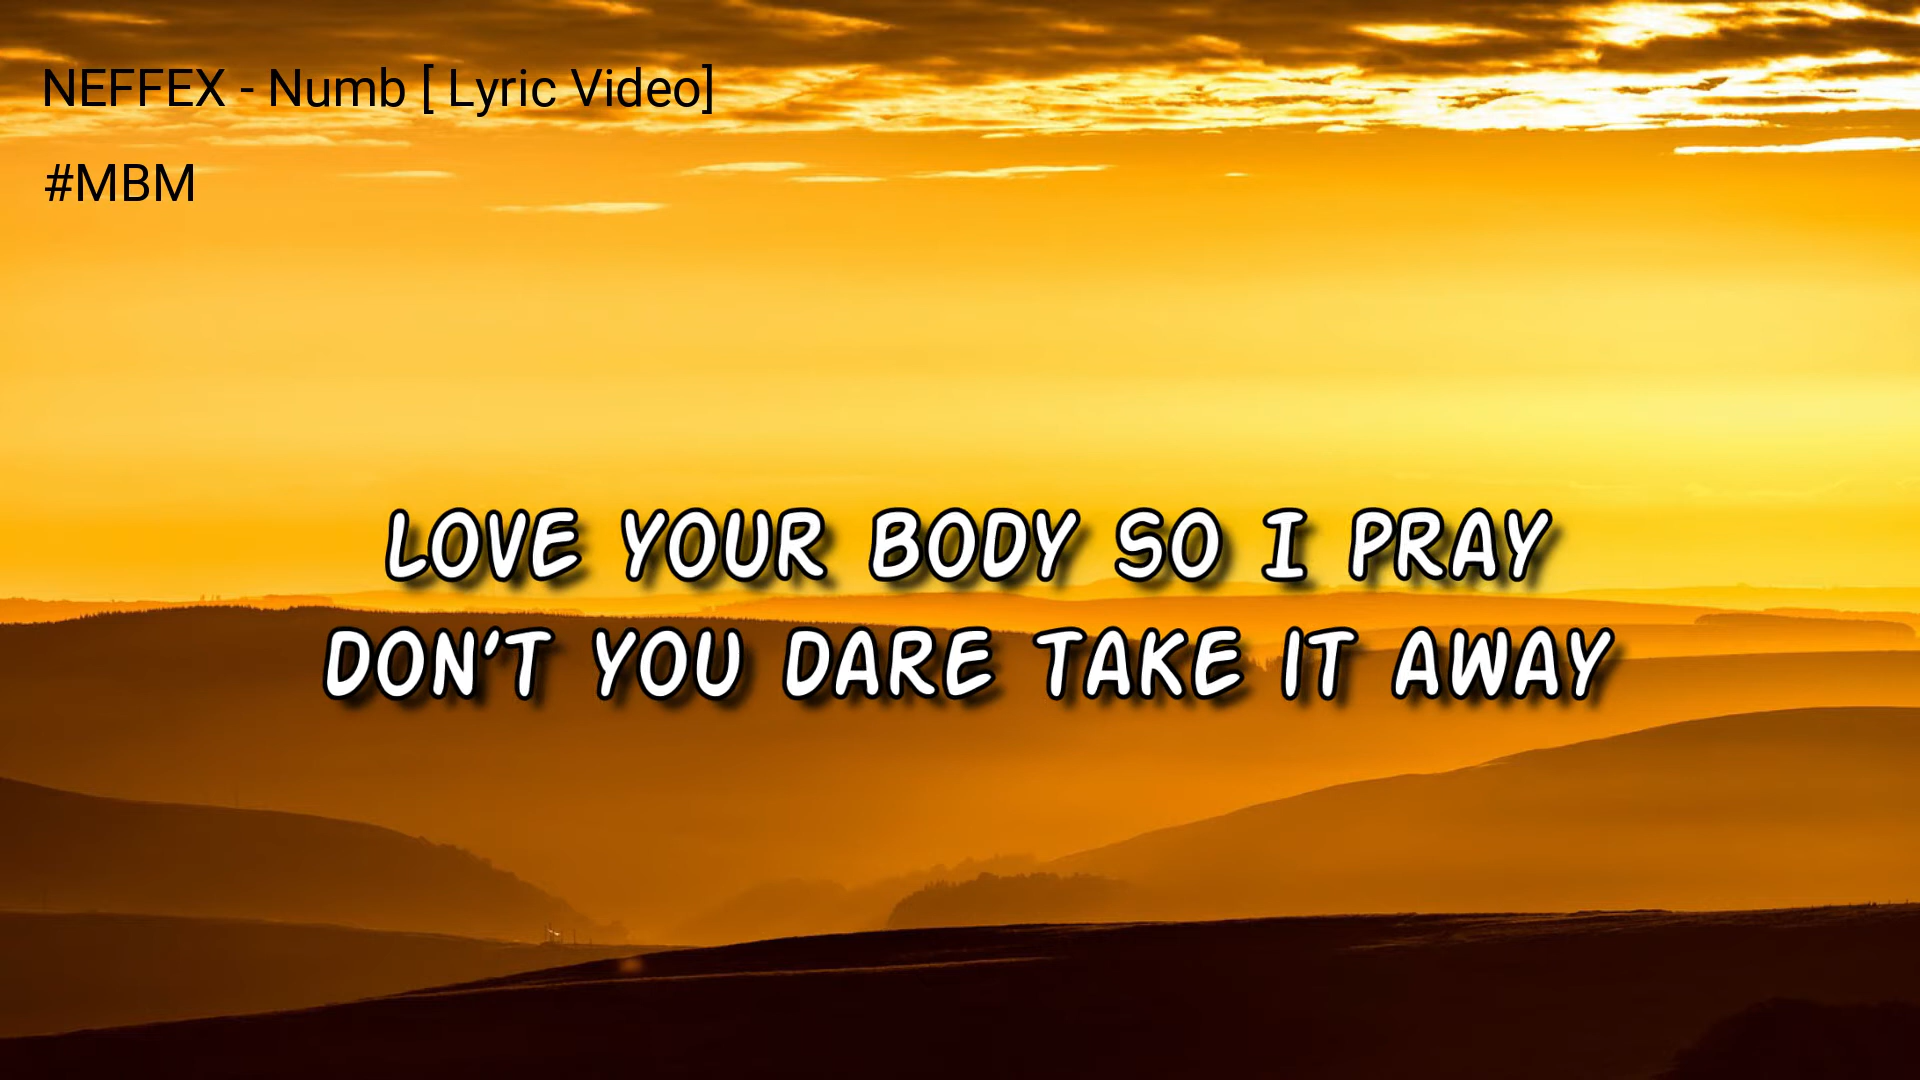 NEFFEX - Numb [ Lyric Video]
#MBM
LOVE YOUR BODY SO I PRAY
DON'T YOU DARE TAKE IT AWAY